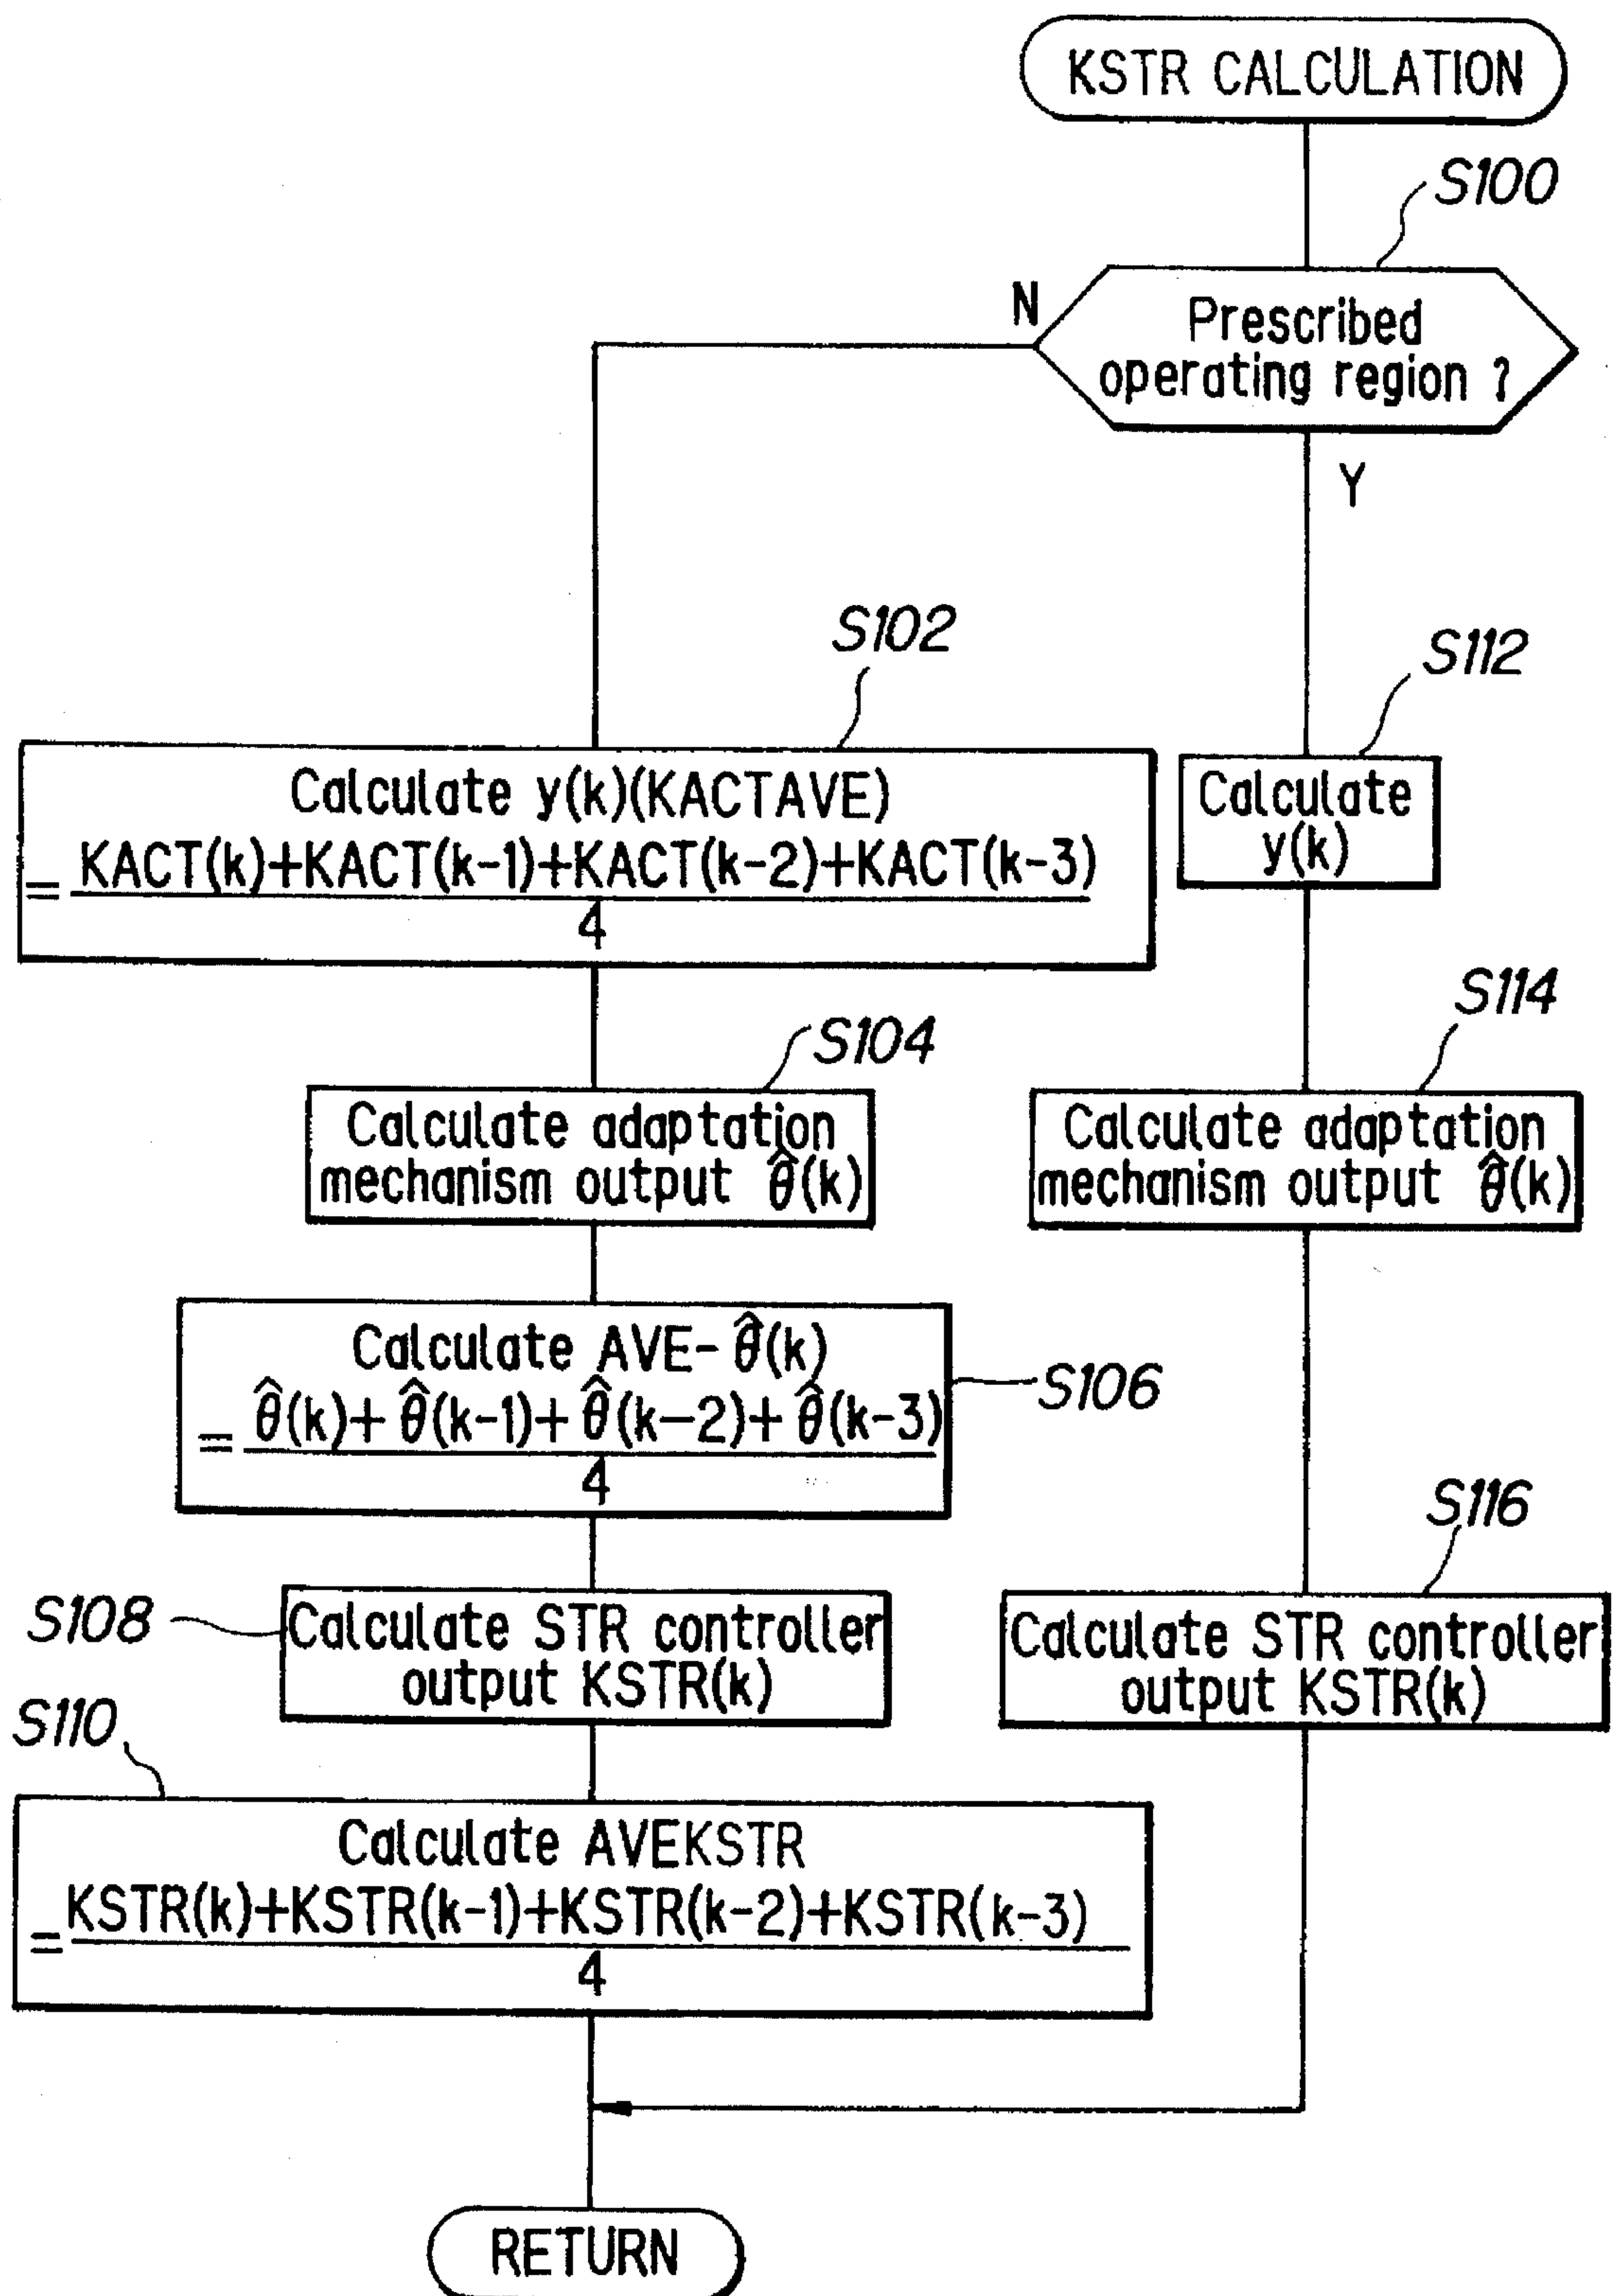 KSTR CALCULATION
S100
N
Prescribed
operating region ?
Y
S102
Calculate y(k)(KACTAVE)
= KACT(k)+KACT(k-1)+KACT(k-2)+KACT(k-3)
4
S112
Calculate
y(k)
S104
Calculate adaptation
mechanism output θ̂(k)
S114
Calculate adaptation
mechanism output θ̂(k)
Calculate AVE- θ̂(k)
= θ̂(k)+ θ̂(k-1)+ θ̂(k-2)+ θ̂(k-3)
4
S106
S108
Calculate STR controller
output KSTR(k)
S116
Calculate STR controller
output KSTR(k)
S110
Calculate AVEKSTR
= KSTR(k)+KSTR(k-1)+KSTR(k-2)+KSTR(k-3)
4
RETURN